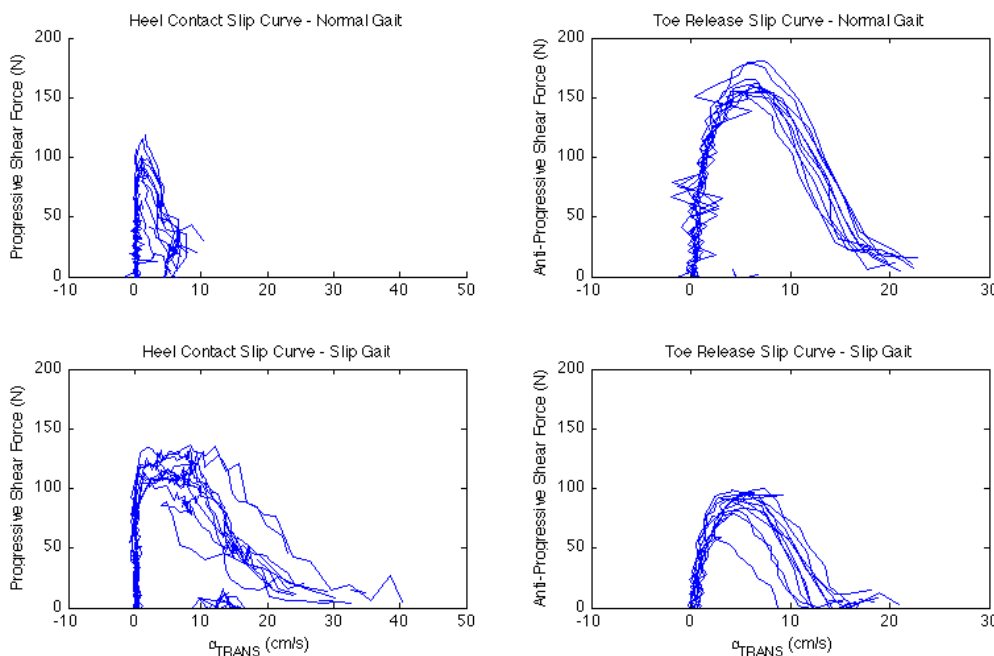 Heel Contact Slip Curve - Normal Gait
Progressive Shear Force (N)
200
150
100
50
0
-10 0 10 20 30 40 50
Toe Release Slip Curve - Normal Gait
Anti-Progressive Shear Force (N)
200
150
100
50
0
-10 0 10 20 30
Heel Contact Slip Curve - Slip Gait
Progressive Shear Force (N)
200
150
100
50
0
-10 0 10 20 30 40 50
α_TRANS (cm/s)
Toe Release Slip Curve - Slip Gait
Anti-Progressive Shear Force (N)
200
150
100
50
0
-10 0 10 20 30
α_TRANS (cm/s)